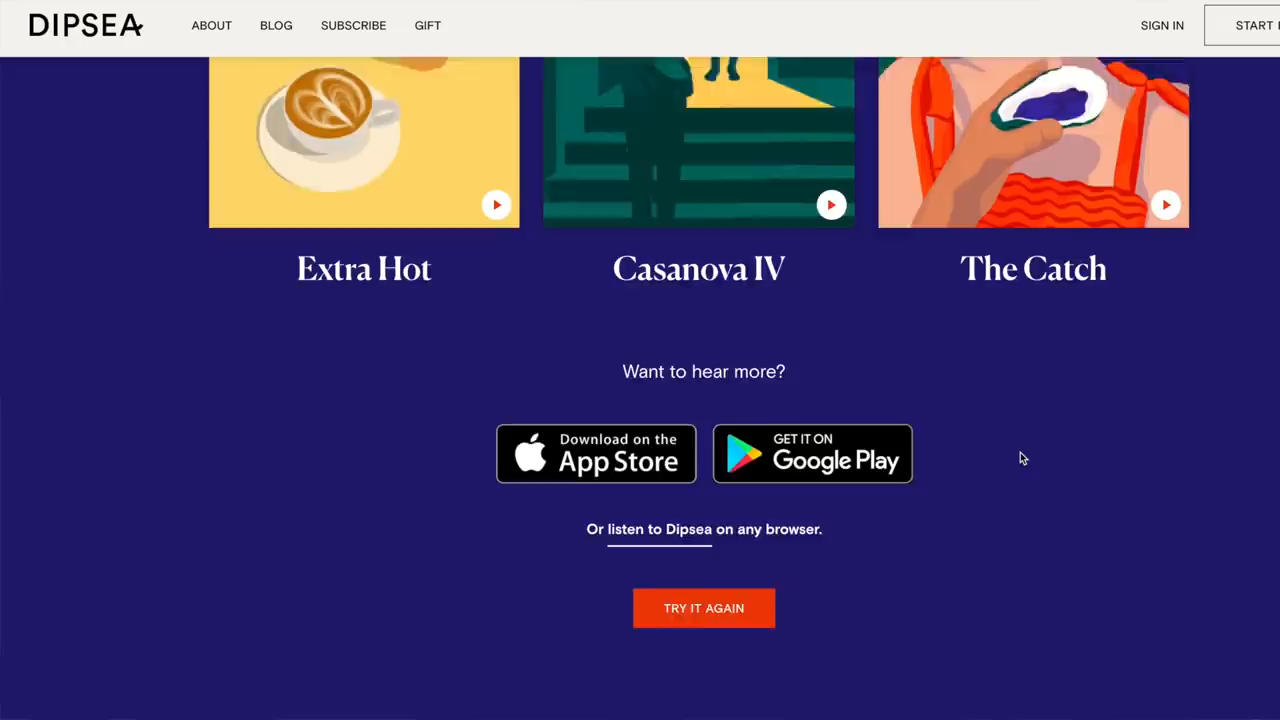 DIPSEA
ABOUT
BLOG
SUBSCRIBE
GIFT
SIGN IN
START
Extra Hot
Casanova IV
The Catch
Want to hear more?
Download on the
App Store
GET IT ON
Google Play
Or listen to Dipsea on any browser.
TRY IT AGAIN